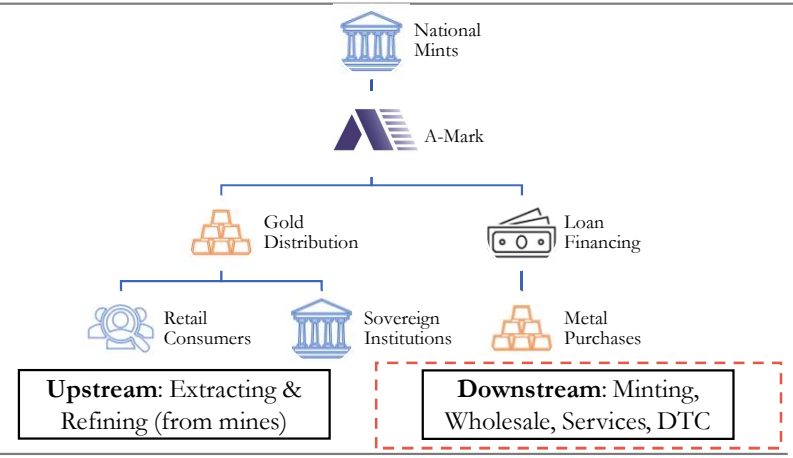 National
Mints
A-Mark
Gold
Distribution
Loan
Financing
Retail
Consumers
Sovereign
Institutions
Metal
Purchases
Upstream: Extracting &
Refining (from mines)
Downstream: Minting,
Wholesale, Services, DTC